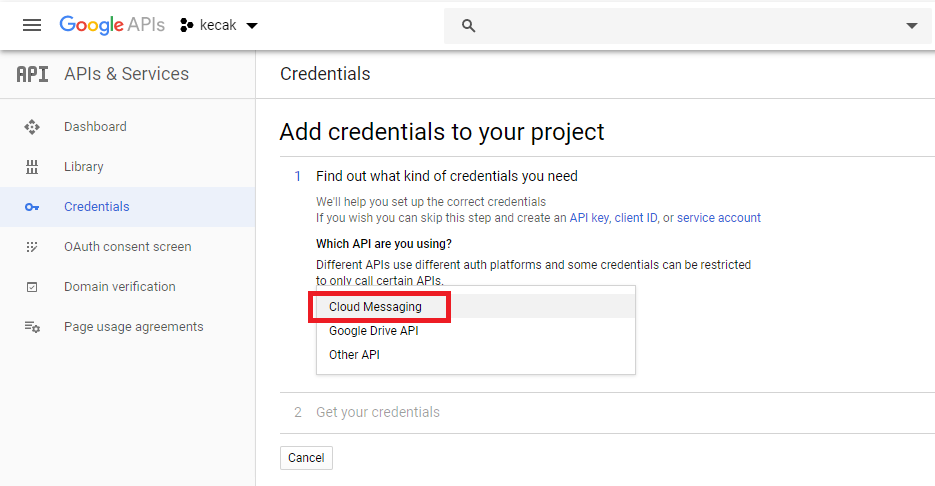 Google APIs kecak
API APIs & Services
Credentials
Dashboard
Library
Credentials
OAuth consent screen
Domain verification
Page usage agreements
Add credentials to your project
1 Find out what kind of credentials you need
We'll help you set up the correct credentials
If you wish you can skip this step and create an API key, client ID, or service account
Which API are you using?
Different APIs use different auth platforms and some credentials can be restricted
to only call certain APIs.
Cloud Messaging
Google Drive API
Other API
2 Get your credentials
Cancel